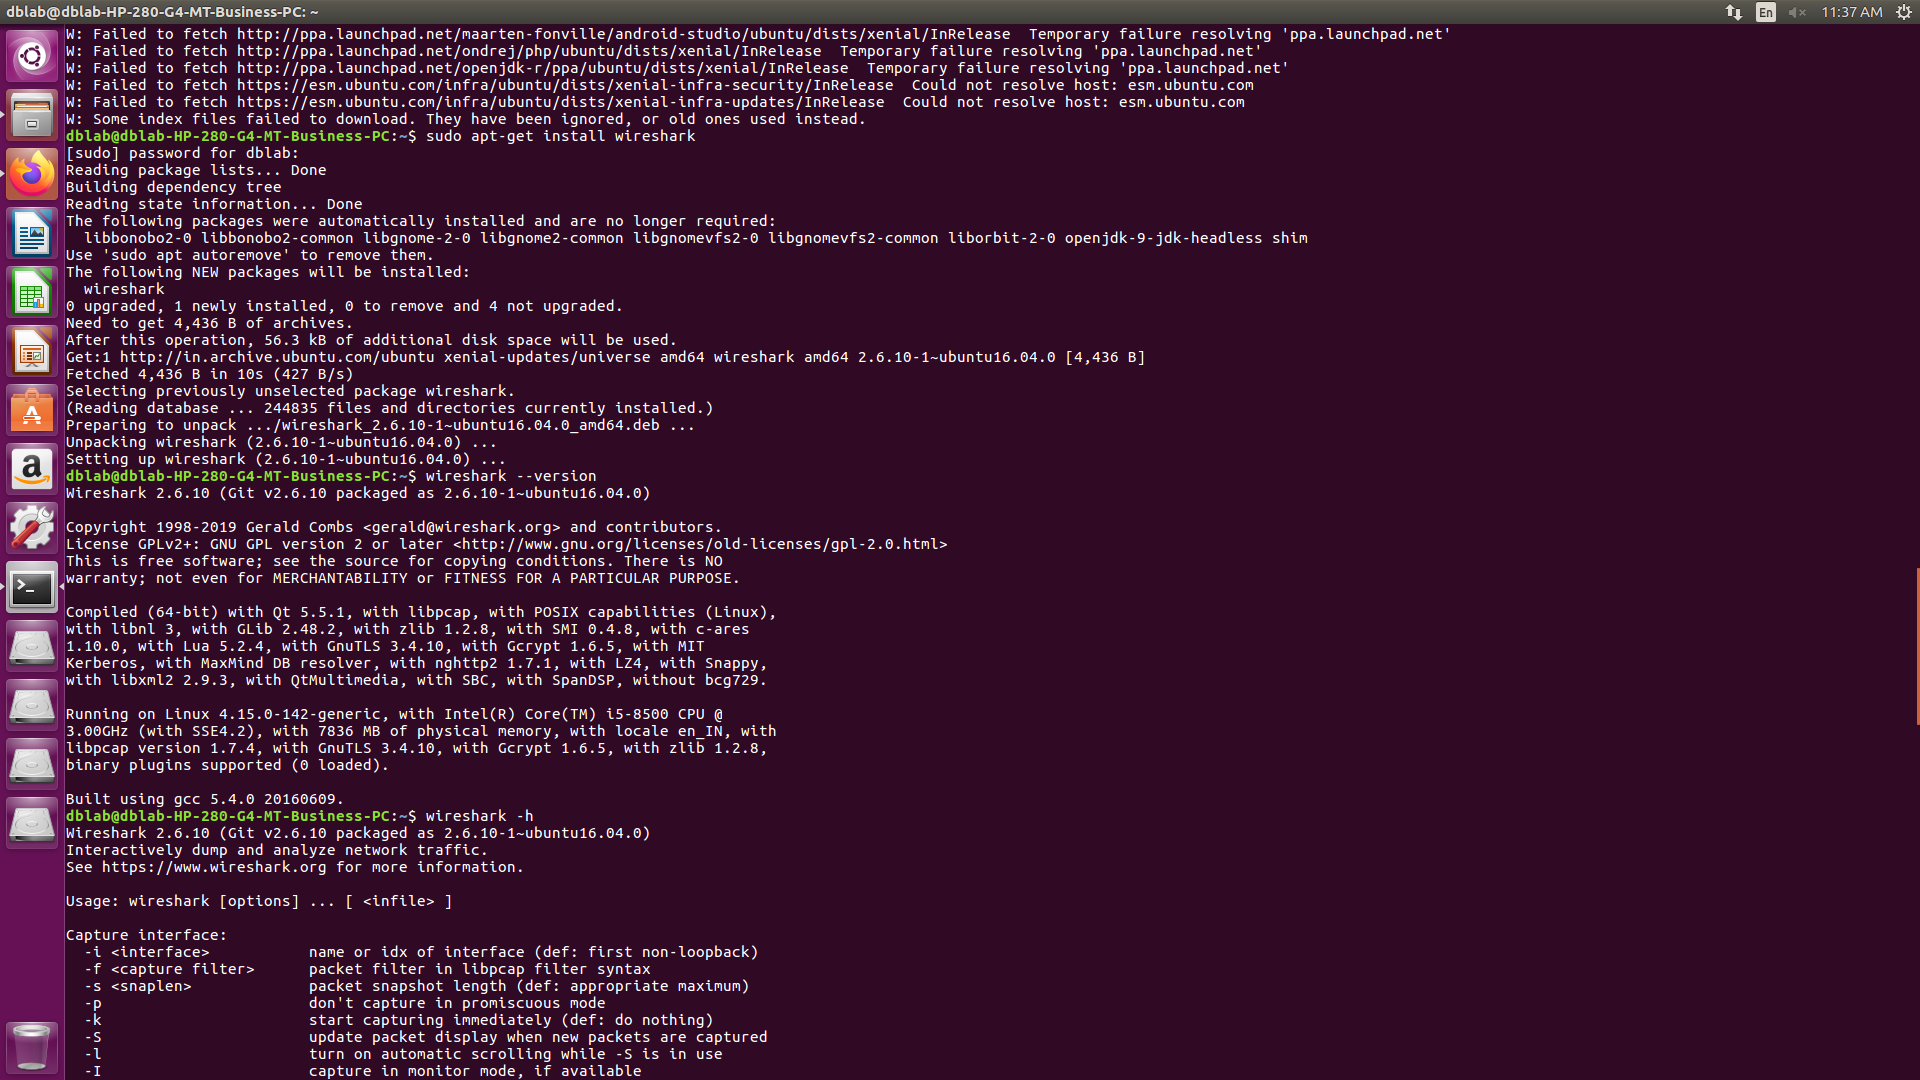 dblab@dblab-HP-280-G4-MT-Business-PC: ~
En
11:37 AM
W: Failed to fetch http://ppa.launchpad.net/maarten-fonville/android-studio/ubuntu/dists/xenial/InRelease  Temporary failure resolving 'ppa.launchpad.net'
W: Failed to fetch http://ppa.launchpad.net/ondrej/php/ubuntu/dists/xenial/InRelease  Temporary failure resolving 'ppa.launchpad.net'
W: Failed to fetch http://ppa.launchpad.net/openjdk-r/ppa/ubuntu/dists/xenial/InRelease  Temporary failure resolving 'ppa.launchpad.net'
W: Failed to fetch https://esm.ubuntu.com/infra/ubuntu/dists/xenial-infra-security/InRelease  Could not resolve host: esm.ubuntu.com
W: Failed to fetch https://esm.ubuntu.com/infra/ubuntu/dists/xenial-infra-updates/InRelease  Could not resolve host: esm.ubuntu.com
W: Some index files failed to download. They have been ignored, or old ones used instead.
dblab@dblab-HP-280-G4-MT-Business-PC:~$ sudo apt-get install wireshark
[sudo] password for dblab:
Reading package lists... Done
Building dependency tree
Reading state information... Done
The following packages were automatically installed and are no longer required:
  libbonobo2-0 libbonobo2-common libgnome-2-0 libgnome2-common libgnomevfs2-0 libgnomevfs2-common liborbit-2-0 openjdk-9-jdk-headless shim
Use 'sudo apt autoremove' to remove them.
The following NEW packages will be installed:
  wireshark
0 upgraded, 1 newly installed, 0 to remove and 4 not upgraded.
Need to get 4,436 B of archives.
After this operation, 56.3 kB of additional disk space will be used.
Get:1 http://in.archive.ubuntu.com/ubuntu xenial-updates/universe amd64 wireshark amd64 2.6.10-1~ubuntu16.04.0 [4,436 B]
Fetched 4,436 B in 10s (427 B/s)
Selecting previously unselected package wireshark.
(Reading database ... 244835 files and directories currently installed.)
Preparing to unpack .../wireshark_2.6.10-1~ubuntu16.04.0_amd64.deb ...
Unpacking wireshark (2.6.10-1~ubuntu16.04.0) ...
Setting up wireshark (2.6.10-1~ubuntu16.04.0) ...
dblab@dblab-HP-280-G4-MT-Business-PC:~$ wireshark --version
Wireshark 2.6.10 (Git v2.6.10 packaged as 2.6.10-1~ubuntu16.04.0)
Copyright 1998-2019 Gerald Combs <gerald@wireshark.org> and contributors.
License GPLv2+: GNU GPL version 2 or later <http://www.gnu.org/licenses/old-licenses/gpl-2.0.html>
This is free software; see the source for copying conditions. There is NO
warranty; not even for MERCHANTABILITY or FITNESS FOR A PARTICULAR PURPOSE.
Compiled (64-bit) with Qt 5.5.1, with libpcap, with POSIX capabilities (Linux),
with libnl 3, with GLib 2.48.2, with zlib 1.2.8, with SMI 0.4.8, with c-ares
1.10.0, with Lua 5.2.4, with GnuTLS 3.4.10, with Gcrypt 1.6.5, with MIT
Kerberos, with MaxMind DB resolver, with nghttp2 1.7.1, with LZ4, with Snappy,
with libxml2 2.9.3, with QtMultimedia, with SBC, with SpanDSP, without bcg729.
Running on Linux 4.15.0-142-generic, with Intel(R) Core(TM) i5-8500 CPU @
3.00GHz (with SSE4.2), with 7836 MB of physical memory, with locale en_IN, with
libpcap version 1.7.4, with GnuTLS 3.4.10, with Gcrypt 1.6.5, with zlib 1.2.8,
binary plugins supported (0 loaded).
Built using gcc 5.4.0 20160609.
dblab@dblab-HP-280-G4-MT-Business-PC:~$ wireshark -h
Wireshark 2.6.10 (Git v2.6.10 packaged as 2.6.10-1~ubuntu16.04.0)
Interactively dump and analyze network traffic.
See https://www.wireshark.org for more information.
Usage: wireshark [options] ... [ <infile> ]
Capture interface:
  -i <interface>           name or idx of interface (def: first non-loopback)
  -f <capture filter>      packet filter in libpcap filter syntax
  -s <snaplen>             packet snapshot length (def: appropriate maximum)
  -p                       don't capture in promiscuous mode
  -k                       start capturing immediately (def: do nothing)
  -S                       update packet display when new packets are captured
  -l                       turn on automatic scrolling while -S is in use
  -I                       capture in monitor mode, if available